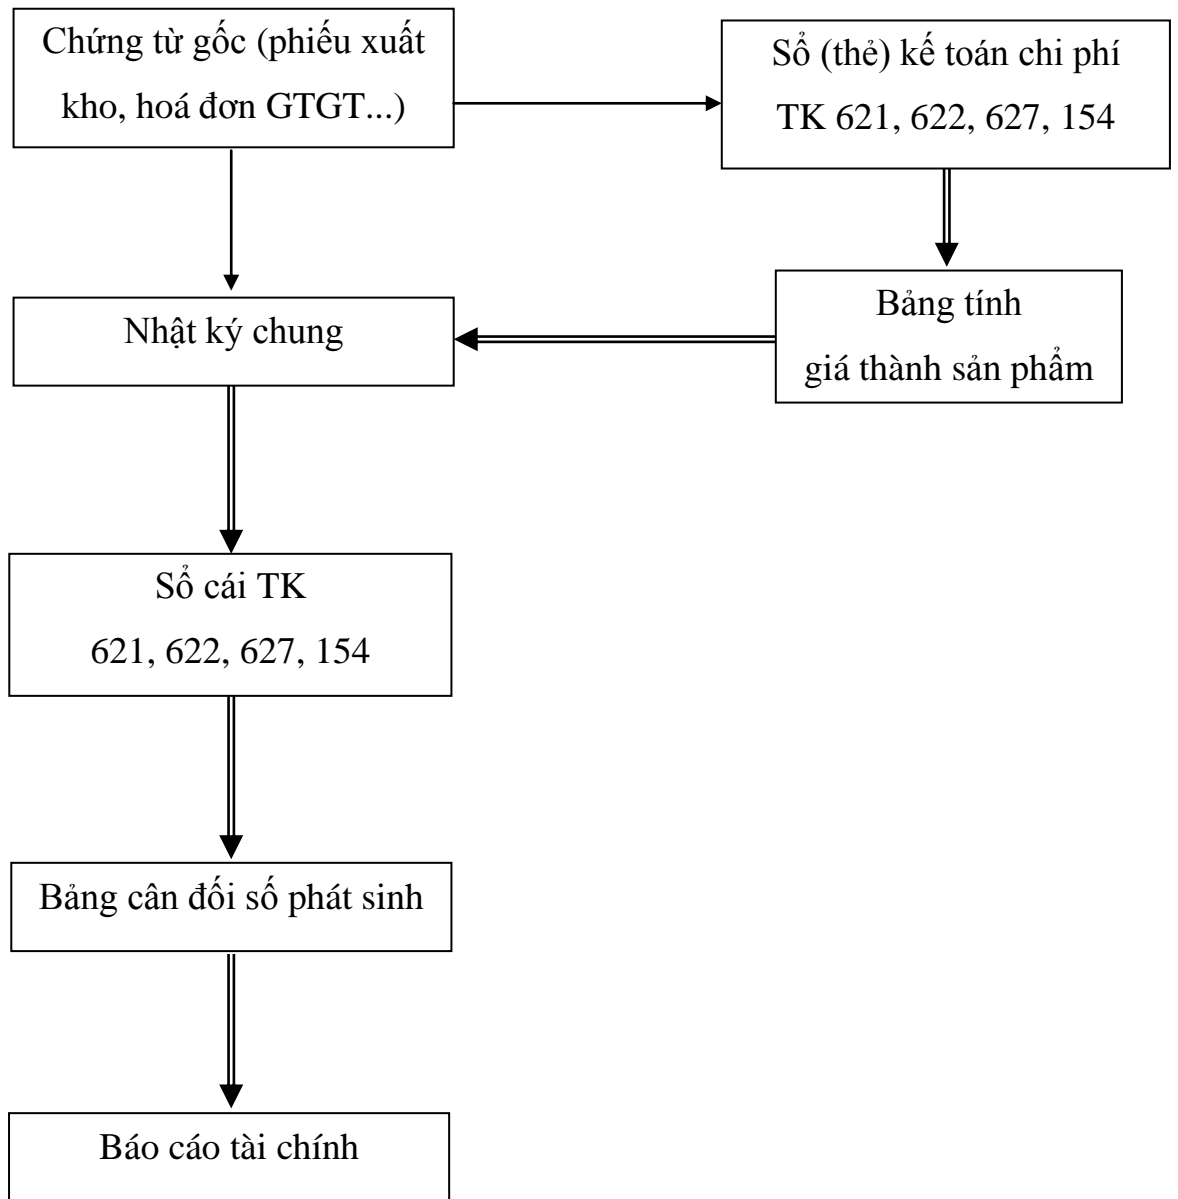 Chứng từ gốc (phiếu xuất
kho, hoá đơn GTGT...)
Sổ (thẻ) kế toán chi phí
TK 621, 622, 627, 154
Nhật ký chung
Bảng tính
giá thành sản phẩm
Sổ cái TK
621, 622, 627, 154
Bảng cân đối số phát sinh
Báo cáo tài chính